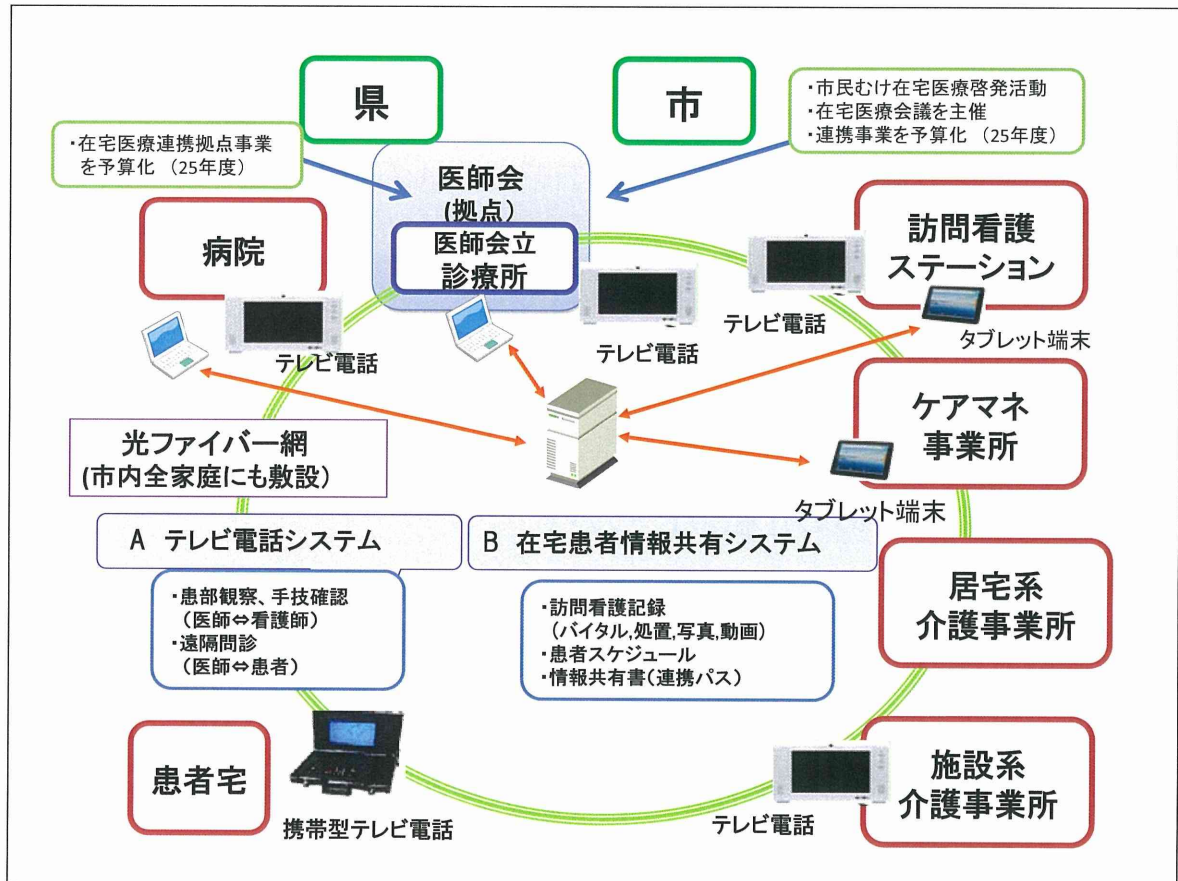 県
市
・在宅医療連携拠点事業
を予算化 (25年度)
・市民むけ在宅医療啓発活動
・在宅医療会議を主催
・連携事業を予算化 (25年度)
医師会
(拠点)
医師会立
診療所
病院
訪問看護
ステーション
テレビ電話
テレビ電話
テレビ電話
タブレット端末
ケアマネ
事業所
タブレット端末
光ファイバー網
(市内全家庭にも敷設)
A テレビ電話システム
・患部観察、手技確認
(医師⇔看護師)
・遠隔問診
(医師⇔患者)
B 在宅患者情報共有システム
・訪問看護記録
(バイタル,処置,写真,動画)
・患者スケジュール
・情報共有書(連携パス)
居宅系
介護事業所
患者宅
携帯型テレビ電話
テレビ電話
施設系
介護事業所